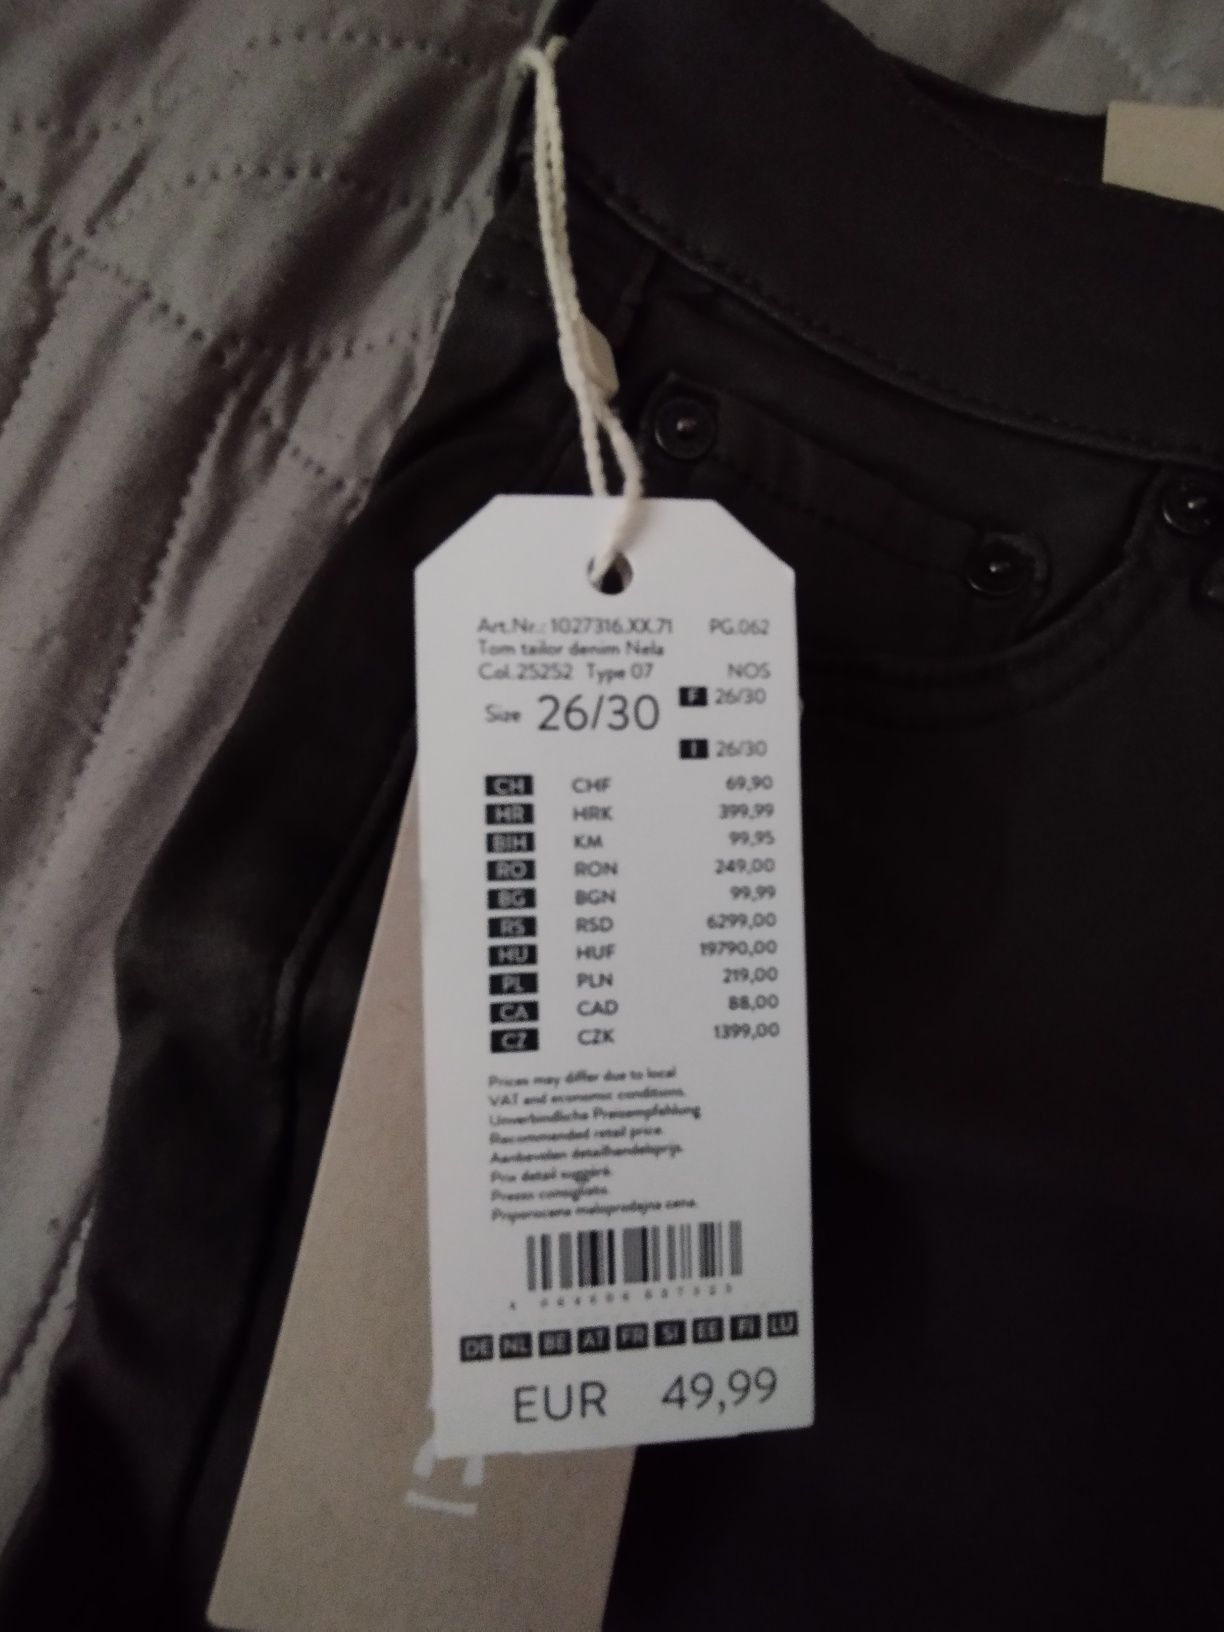 Art.Nr.: 1027316.XX.71 PG.062
Tom tailor denim Nela
Col.25252 Type 07 NOS
Size 26/30 F 26/30
I 26/30
CH CHF 69,90
HR HRK 399,99
BIH KM 99,95
RO RON 249,00
BG BGN 99,99
RS RSD 6299,00
HU HUF 19790,00
PL PLN 219,00
CA CAD 88,00
CZ CZK 1399,00
Prices may differ due to local
VAT and economic conditions.
Unverbindliche Preisempfehlung
Recommended retail price.
Aanbevolen detailhandelsprijs.
Prix detail suggéré.
Prezzo consigliato.
Priporocena maloprodajna cena.
DE NL BE AT FR SI EE FI LU
EUR 49,99